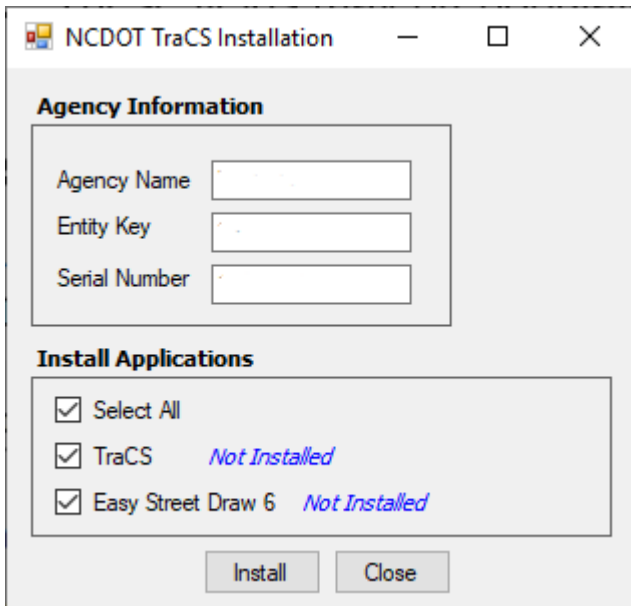 NCDOT TraCS Installation
Agency Information
Agency Name
Entity Key
Serial Number
Install Applications
Select All
TraCS Not Installed
Easy Street Draw 6 Not Installed
Install Close